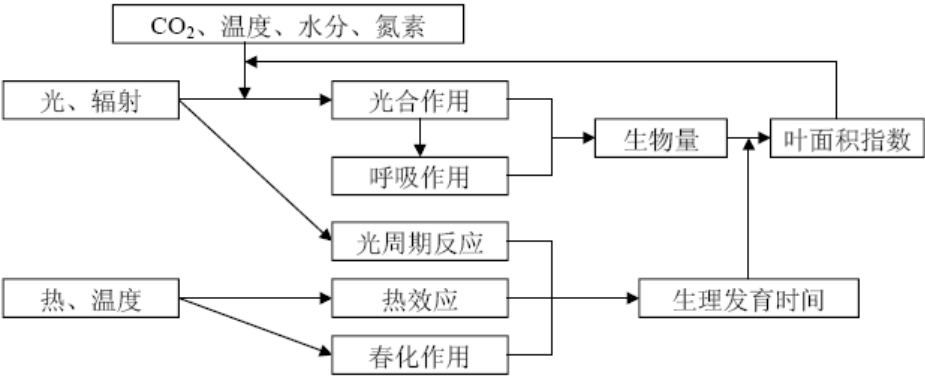 CO₂、温度、水分、氮素
光、辐射
光合作用
生物量
叶面积指数
呼吸作用
光周期反应
热、温度
热效应
生理发育时间
春化作用